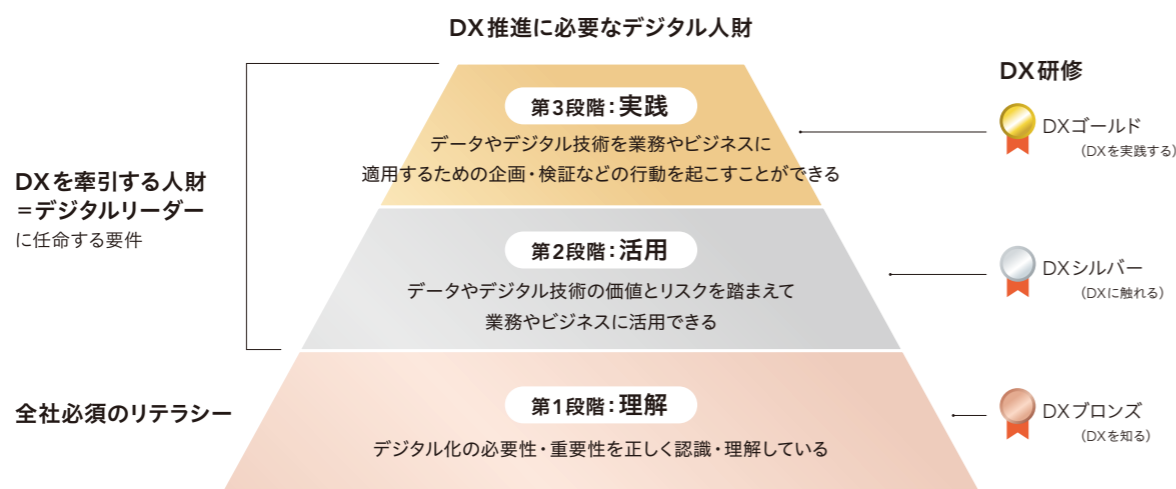 DX推進に必要なデジタル人財
DX研修
第3段階：実践
データやデジタル技術を業務やビジネスに
適用するための企画・検証などの行動を起こすことができる
DXゴールド
（DXを実践する）
DXを牽引する人財
＝デジタルリーダー
に任命する要件
第2段階：活用
データやデジタル技術の価値とリスクを踏まえて
業務やビジネスに活用できる
DXシルバー
（DXに触れる）
全社必須のリテラシー
第1段階：理解
デジタル化の必要性・重要性を正しく認識・理解している
DXブロンズ
（DXを知る）